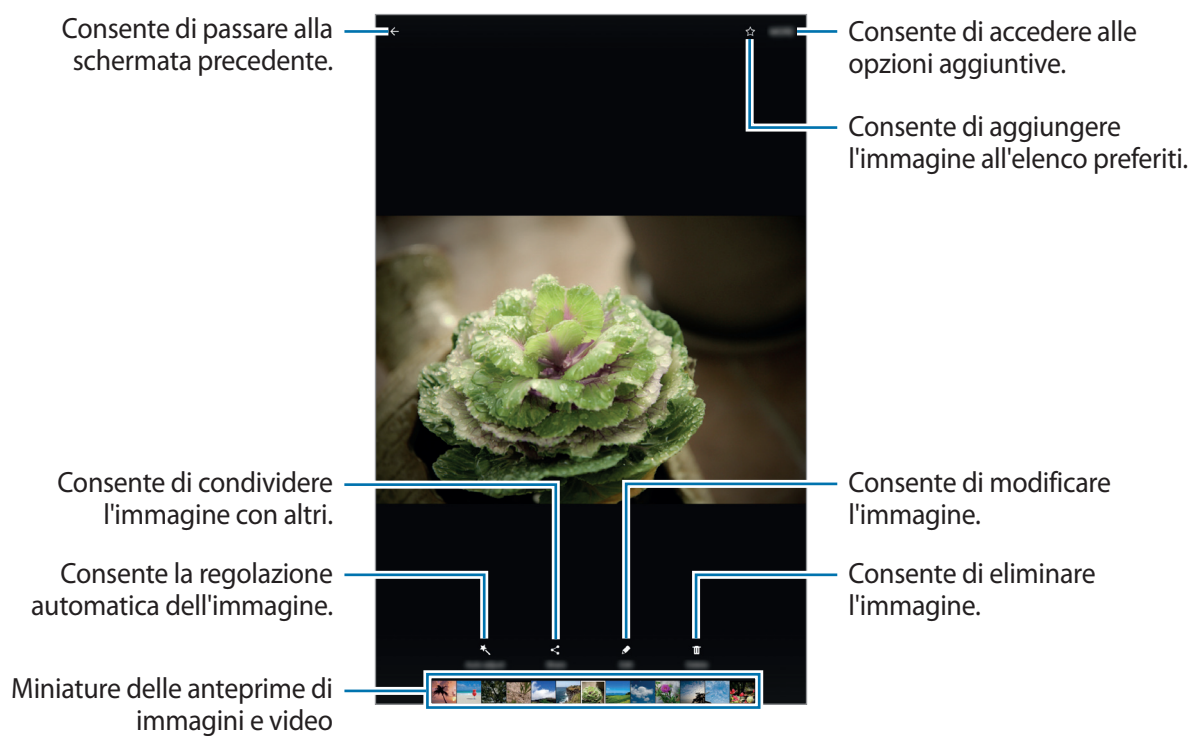 Consente di passare alla
schermata precedente.
Consente di accedere alle
opzioni aggiuntive.
Consente di aggiungere
l'immagine all'elenco preferiti.
Consente di condividere
l'immagine con altri.
Consente di modificare
l'immagine.
Consente la regolazione
automatica dell'immagine.
Consente di eliminare
l'immagine.
Miniature delle anteprime di
immagini e video